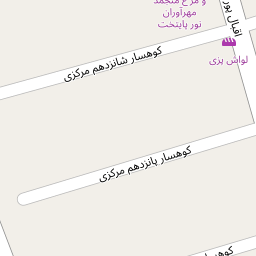 و مرغ منجمد
مهرآوران
نور پایتخت
اقبال پور
لواش پزی
کوهسار شانزدهم مرکزی
کوهسار پانزدهم مرکزی